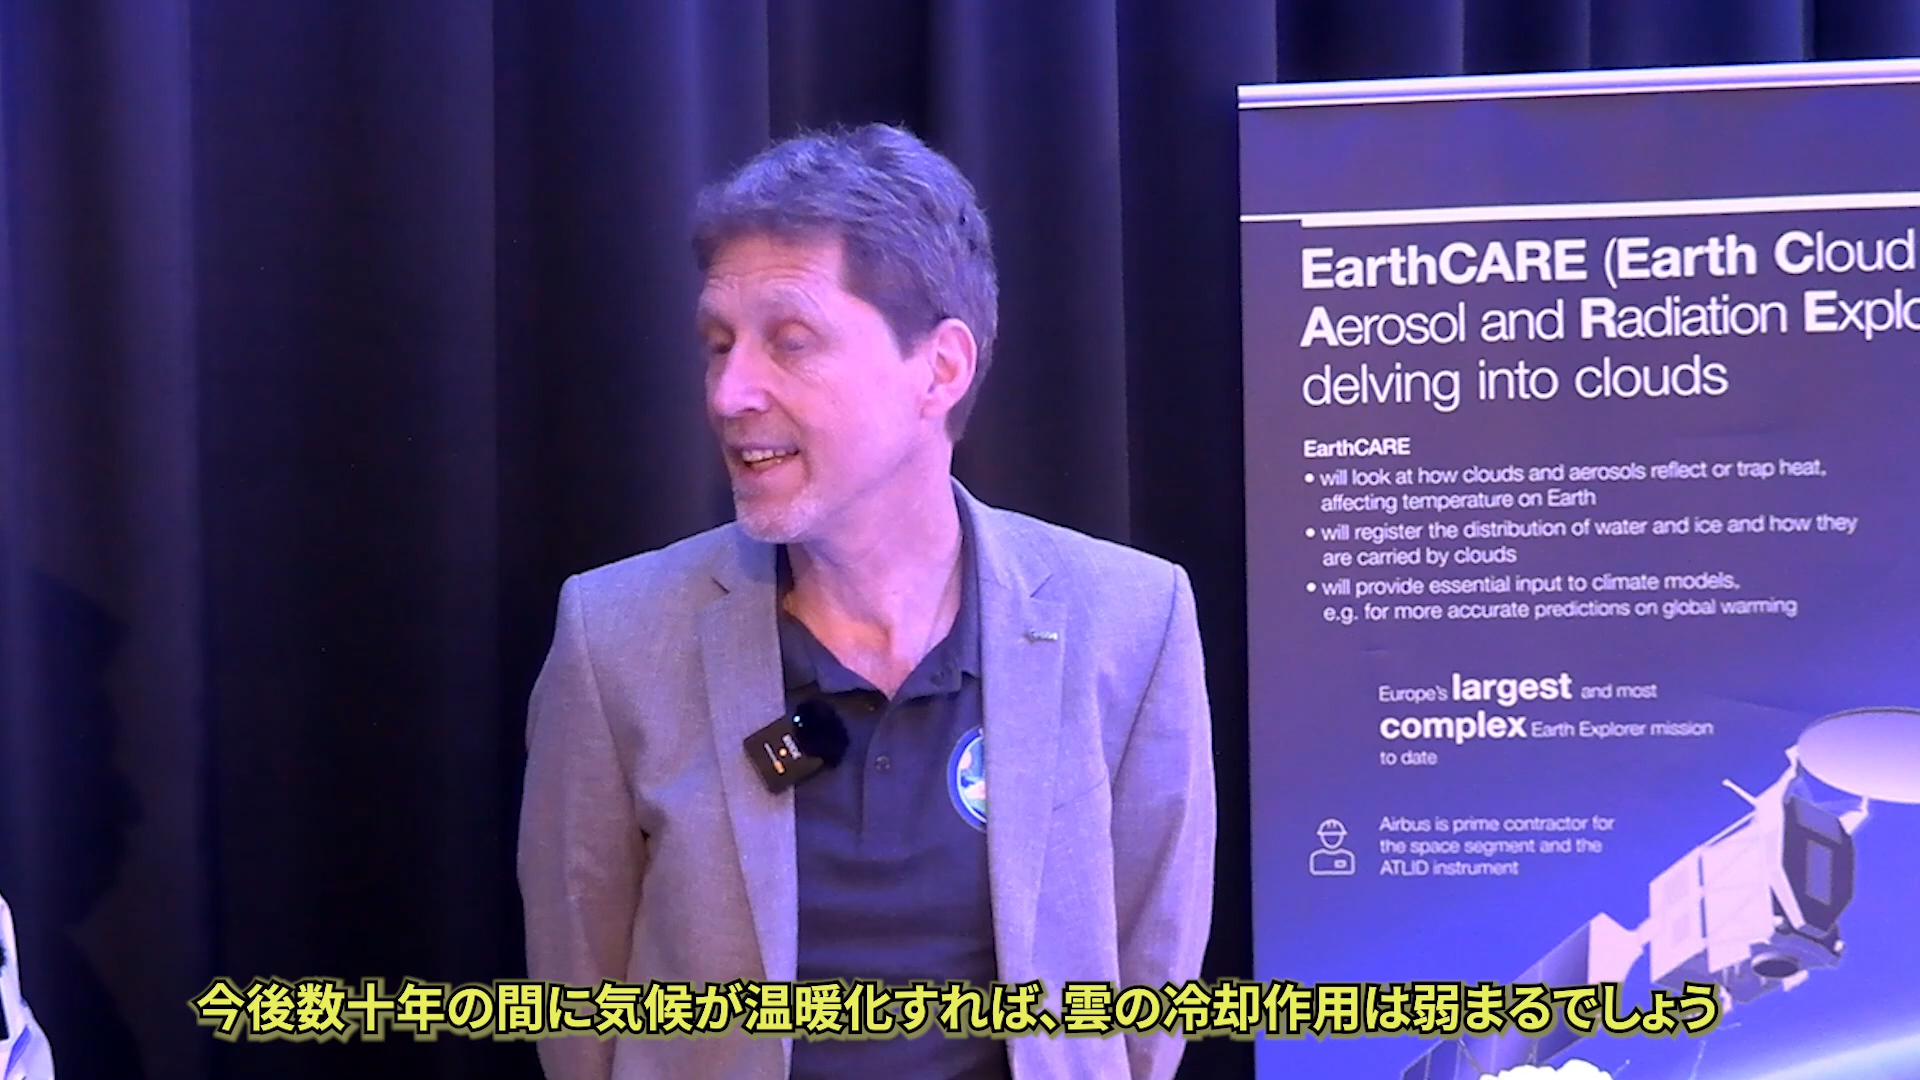 EarthCARE (Earth Cloud
Aerosol and Radiation Explo
delving into clouds
EarthCARE
• will look at how clouds and aerosols reflect or trap heat,
affecting temperature on Earth
• will register the distribution of water and ice and how they
are carried by clouds
• will provide essential input to climate models,
e.g. for more accurate predictions on global warming
Europe's largest and most
complex Earth Explorer mission
to date
Airbus is prime contractor for
the space segment and the
ATLID instrument
今後数十年の間に気候が温暖化すれば、雲の冷却作用は弱まるでしょう